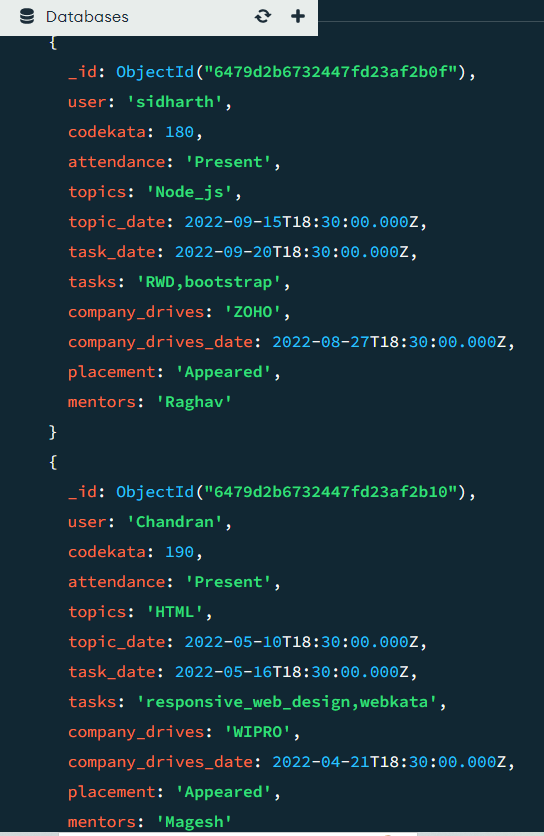 Databases
{
_id: ObjectId("6479d2b6732447fd23af2b0f"),
user: 'sidharth',
codekata: 180,
attendance: 'Present',
topics: 'Node_js',
topic_date: 2022-09-15T18:30:00.000Z,
task_date: 2022-09-20T18:30:00.000Z,
tasks: 'RWD,bootstrap',
company_drives: 'ZOHO',
company_drives_date: 2022-08-27T18:30:00.000Z,
placement: 'Appeared',
mentors: 'Raghav'
}
{
_id: ObjectId("6479d2b6732447fd23af2b10"),
user: 'Chandran',
codekata: 190,
attendance: 'Present',
topics: 'HTML',
topic_date: 2022-05-10T18:30:00.000Z,
task_date: 2022-05-16T18:30:00.000Z,
tasks: 'responsive_web_design,webkata',
company_drives: 'WIPRO',
company_drives_date: 2022-04-21T18:30:00.000Z,
placement: 'Appeared',
mentors: 'Magesh'